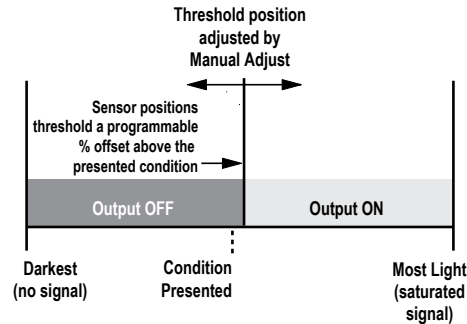 Threshold position
adjusted by
Manual Adjust
Sensor positions
threshold a programmable
% offset above the
presented condition
Output OFF
Output ON
Darkest
(no signal)
Condition
Presented
Most Light
(saturated
signal)